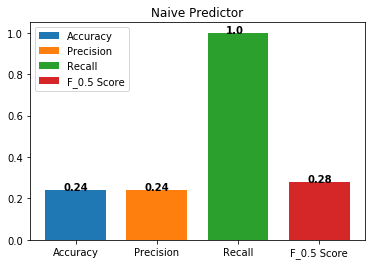 Naive Predictor
1.0
0.8
0.6
0.4
0.2
0.0
Accuracy
Precision
Recall
F_0.5 Score
0.24
0.24
1.0
0.28
Accuracy Precision Recall F_0.5 Score